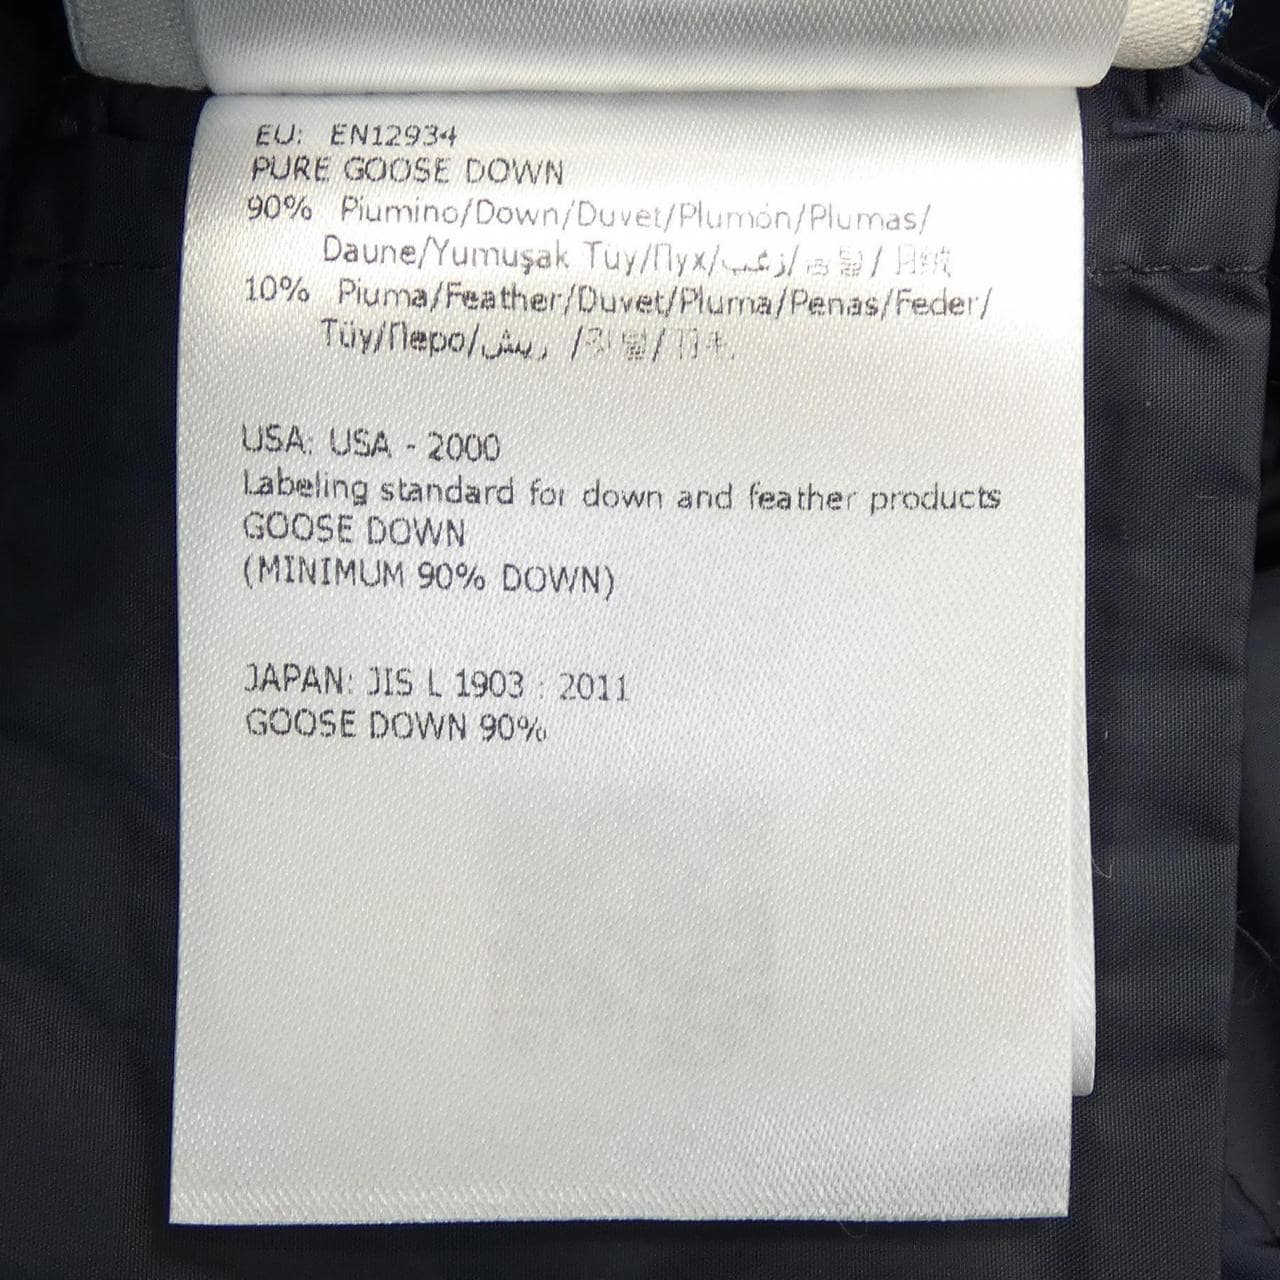 EU: EN12934
PURE GOOSE DOWN
90% Piumino/Down/Duvet/Plumón/Plumas/
Daune/Yumuşak Tüy/Пух/زغب/
10% Piuma/Feather/Duvet/Pluma/Penas/Feder/
Tüy/Перо/ريش /
USA: USA - 2000
Labeling standard for down and feather products
GOOSE DOWN
(MINIMUM 90% DOWN)
JAPAN: JIS L 1903 : 2011
GOOSE DOWN 90%